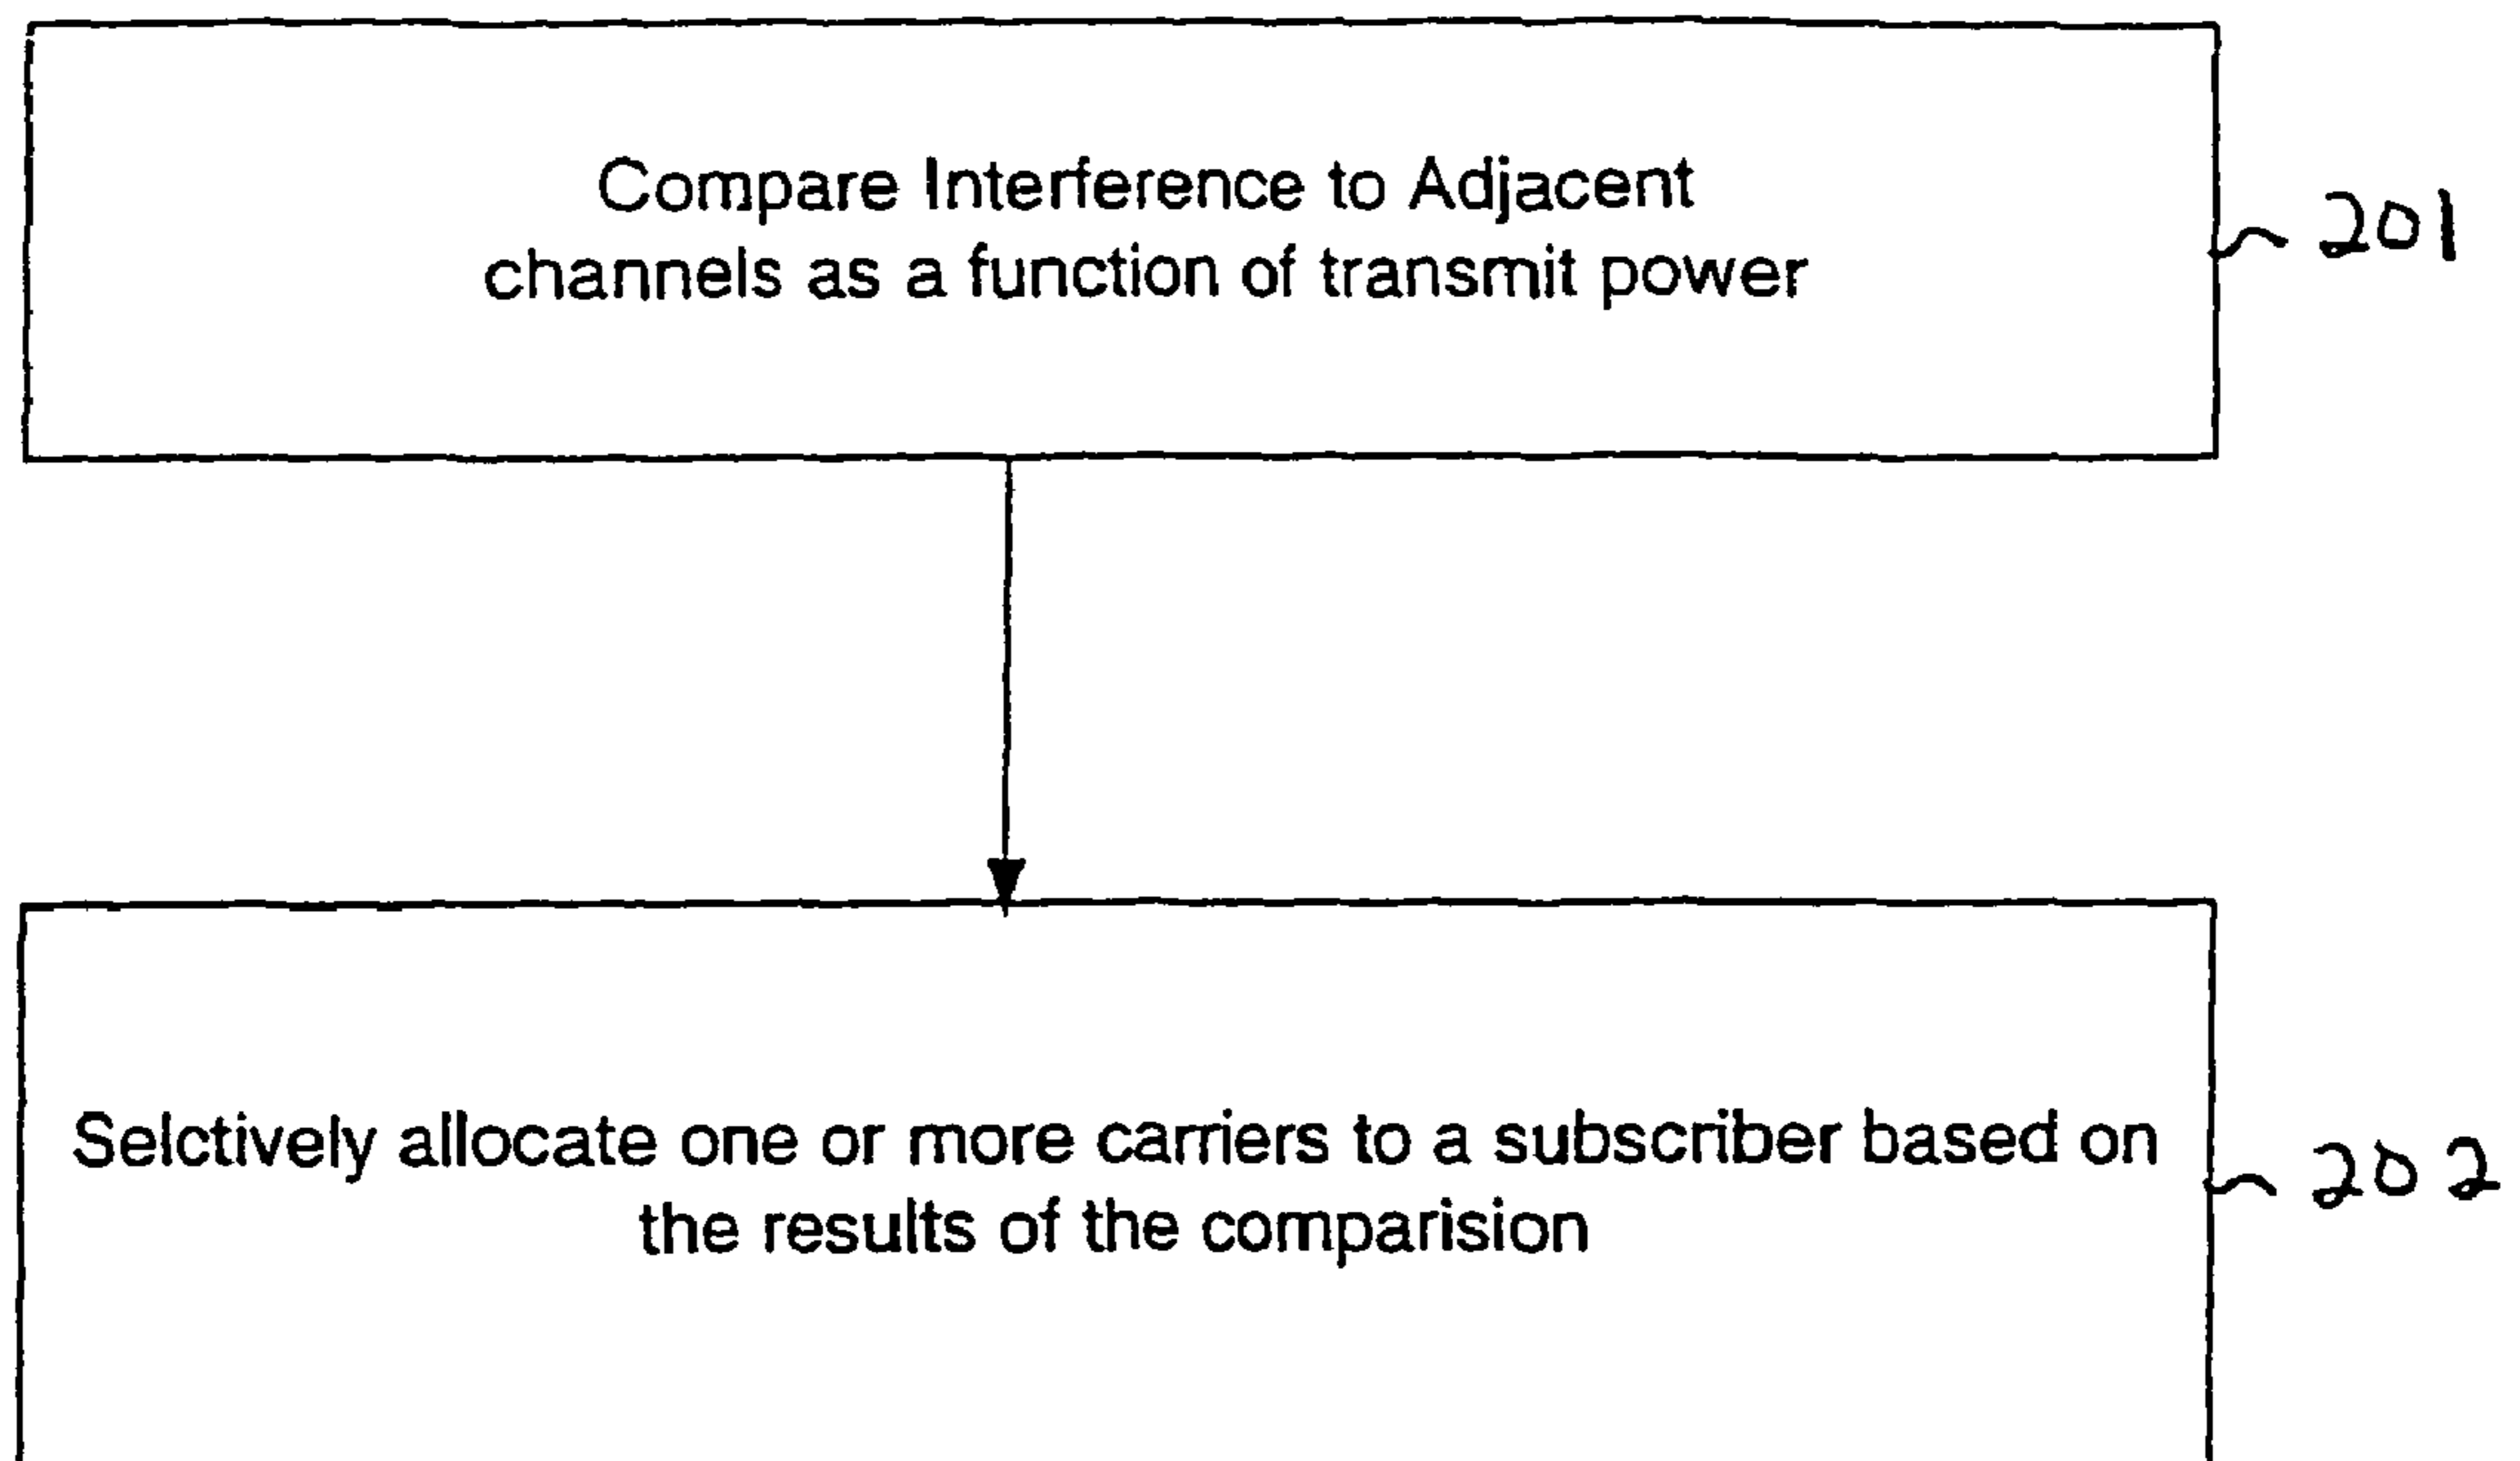 Compare Interference to Adjacent
channels as a function of transmit power
201
Selctively allocate one or more carriers to a subscriber based on
the results of the comparision
202